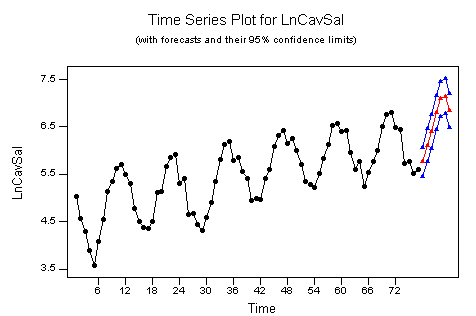 Time Series Plot for LnCavSal
(with forecasts and their 95% confidence limits)
7.5
6.5
5.5
4.5
3.5
LnCavSal
6 12 18 24 30 36 42 48 54 60 66 72
Time